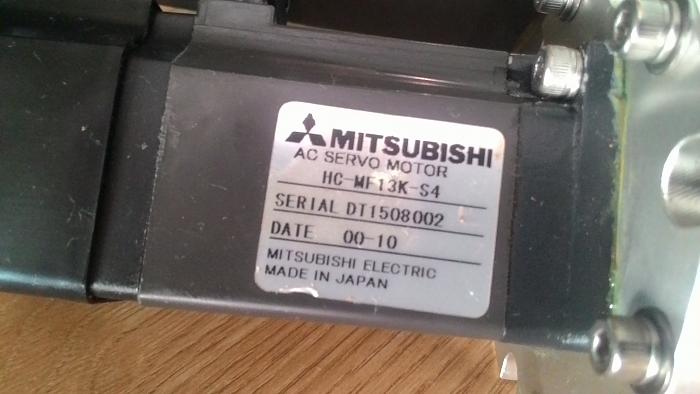 MITSUBISHI
AC SERVO MOTOR
HC-MF13K-S4
SERIAL DT1508002
DATE 00-10
MITSUBISHI ELECTRIC
MADE IN JAPAN